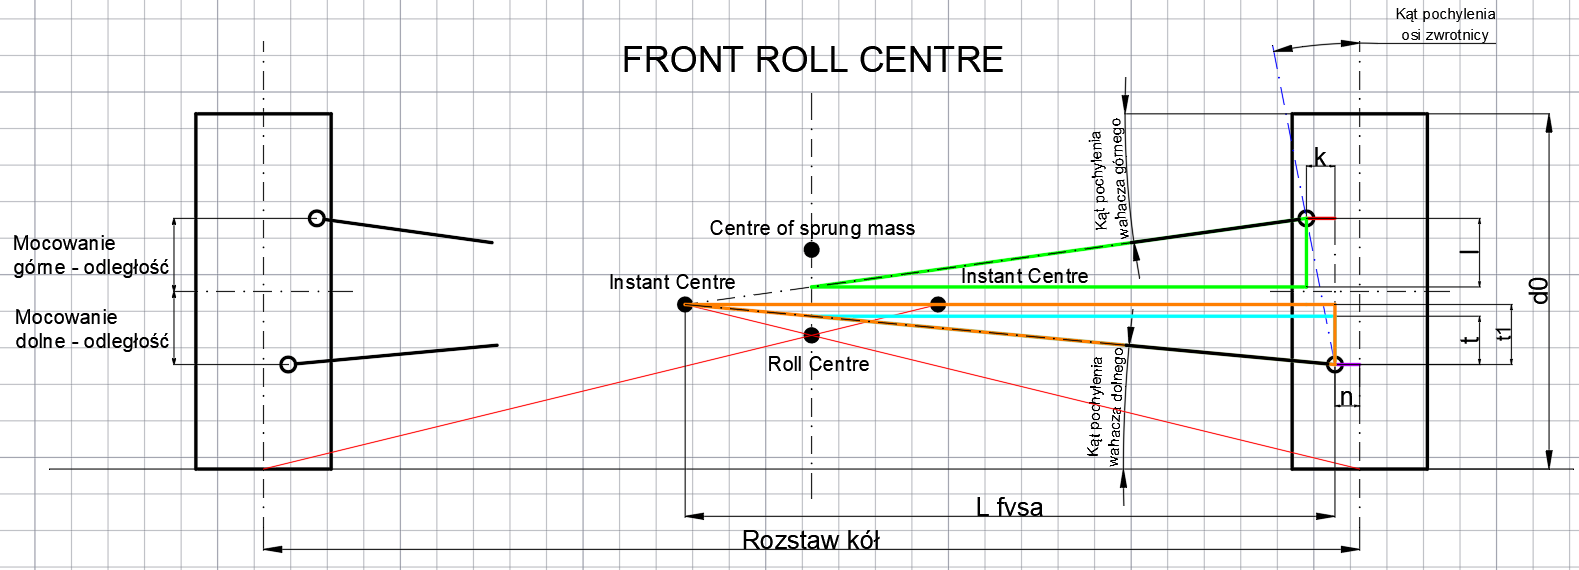 Kąt pochylenia
osi zwrotnicy
FRONT ROLL CENTRE
Kąt pochylenia
wahacza górnego
k
Centre of sprung mass
Mocowanie
górne - odległość
Instant Centre
Instant Centre
l
d0
Mocowanie
dolne - odległość
t
t1
Roll Centre
Kąt pochylenia
wahacza dolnego
n
L fvsa
Rozstaw kół